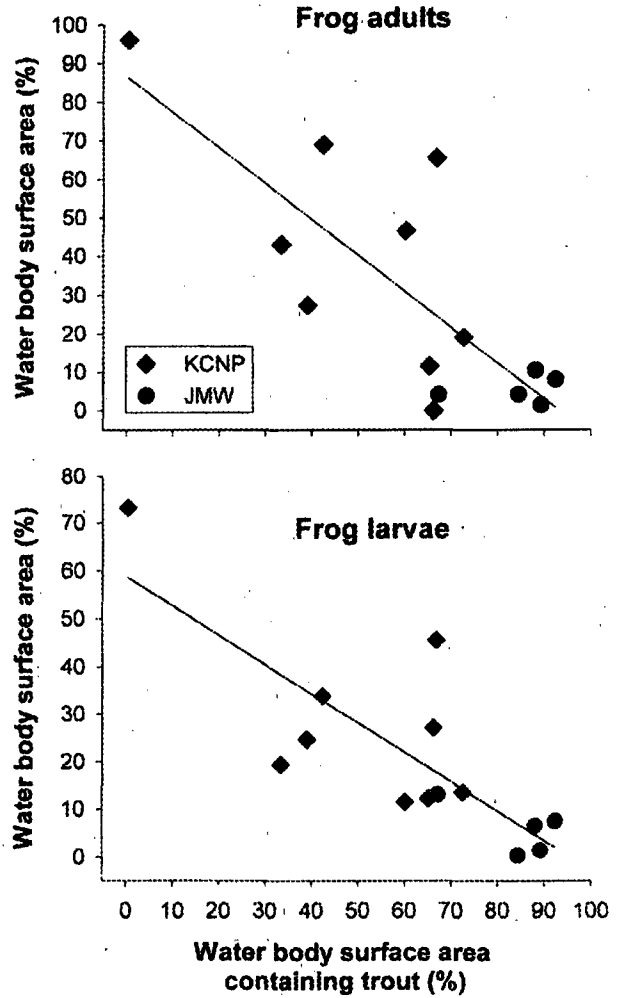 Frog adults
Water body surface area (%)
100
90
80
70
60
50
40
30
20
10
0
KCNP
JMW
Frog larvae
Water body surface area (%)
80
70
60
50
40
30
20
10
0
0 10 20 30 40 50 60 70 80 90 100
Water body surface area
containing trout (%)